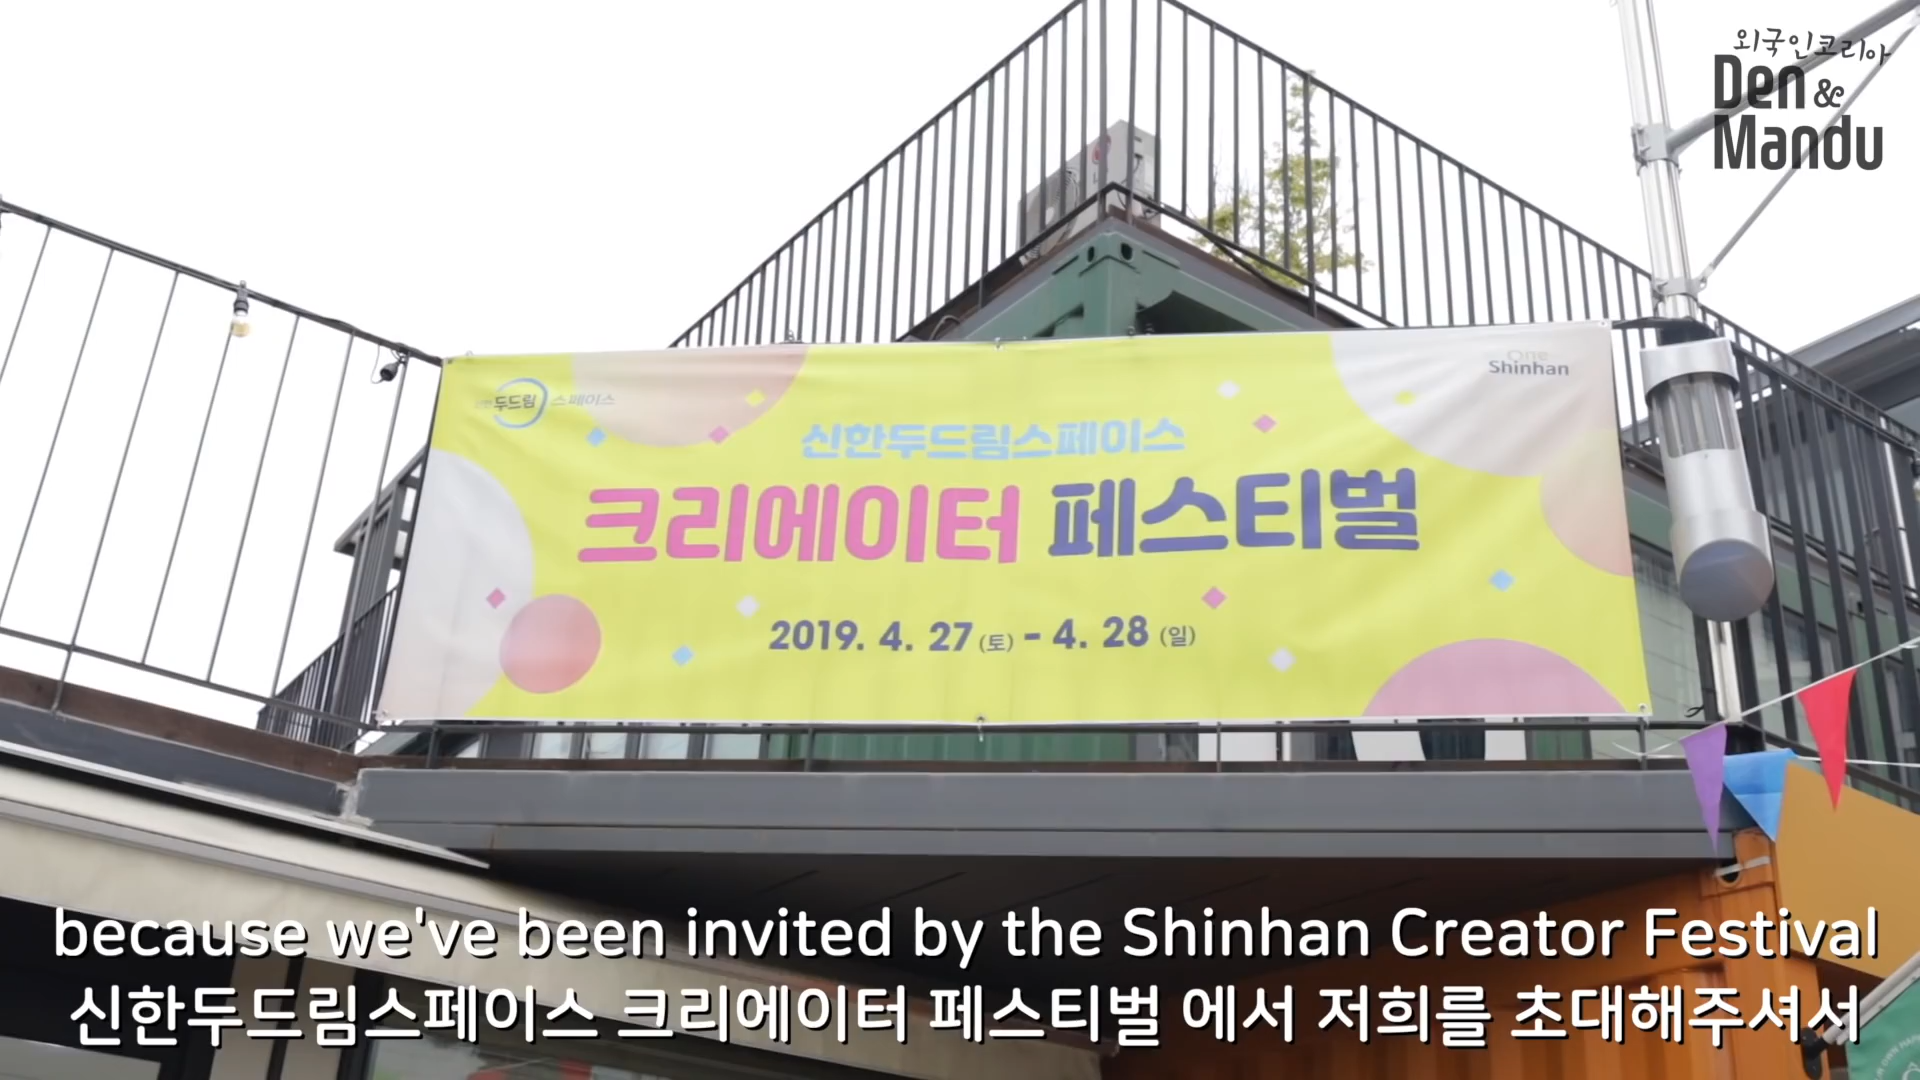 외국인코리아
Den &
Mandu
One
Shinhan
신한두드림 스페이스
신한두드림스페이스
크리에이터 페스티벌
2019. 4. 27 (토) - 4. 28 (일)
because we've been invited by the Shinhan Creator Festival
신한두드림스페이스 크리에이터 페스티벌 에서 저희를 초대해주셔서